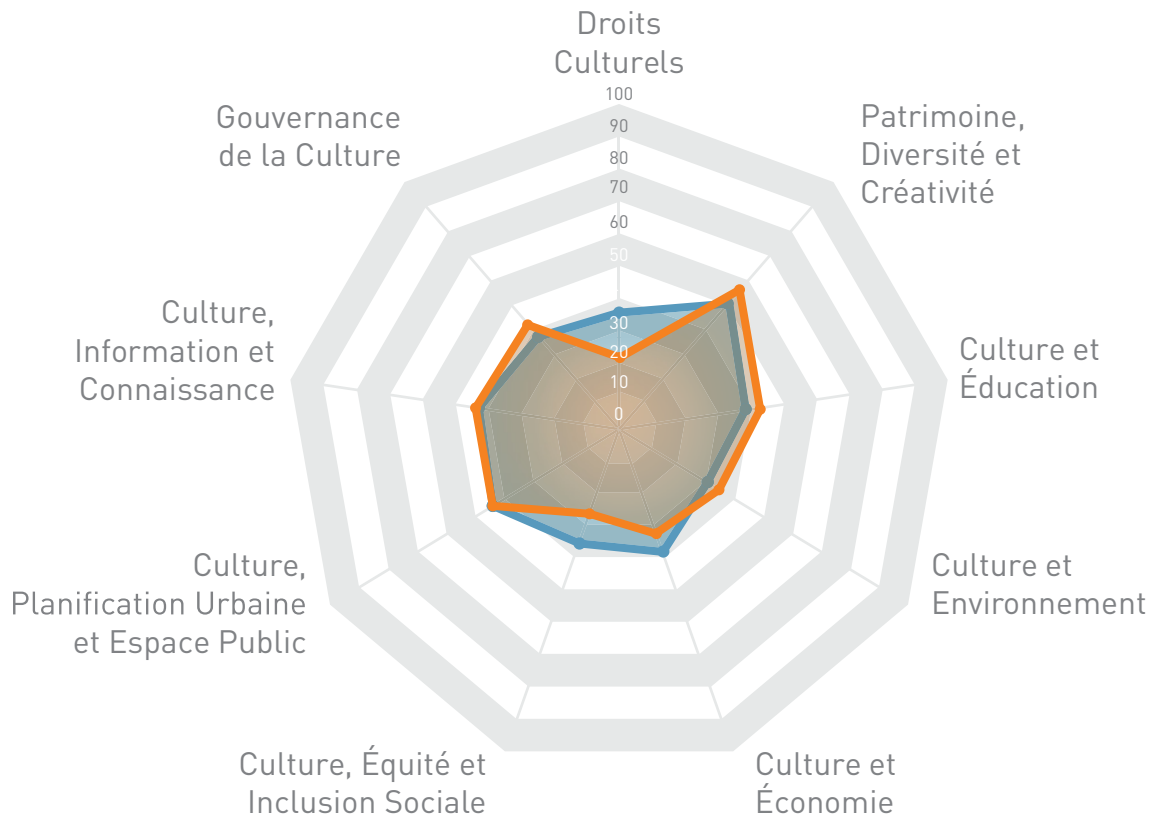 Droits
Culturels
100
90
80
70
60
50
30
20
10
0
Patrimoine,
Diversité et
Créativité
Culture et
Éducation
Culture et
Environnement
Culture et
Économie
Culture, Équité et
Inclusion Sociale
Culture,
Planification Urbaine
et Espace Public
Culture,
Information et
Connaissance
Gouvernance
de la Culture